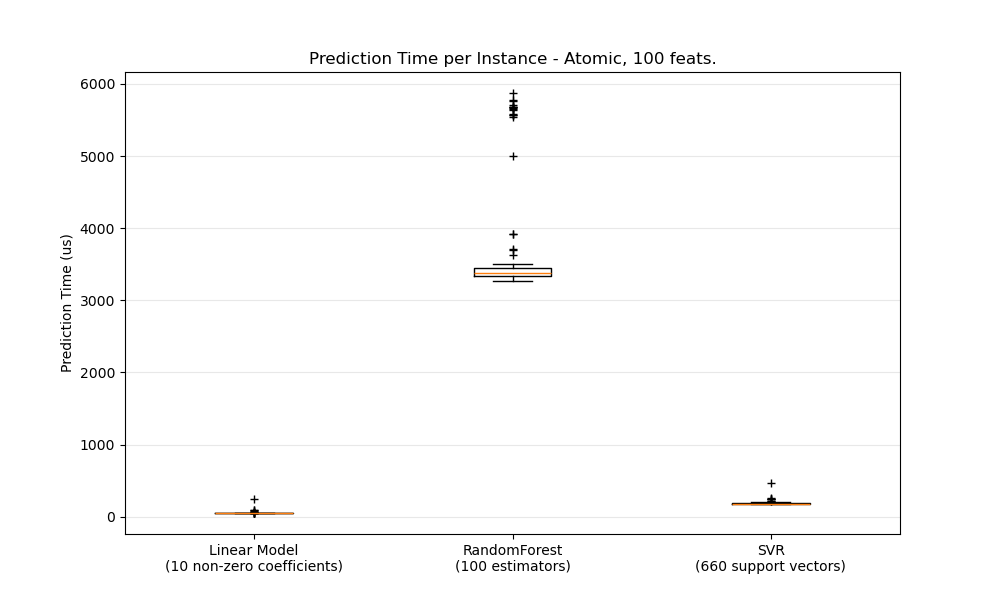 Prediction Time per Instance - Atomic, 100 feats.
Prediction Time (us)
6000
5000
4000
3000
2000
1000
0
Linear Model
(10 non-zero coefficients)
RandomForest
(100 estimators)
SVR
(660 support vectors)